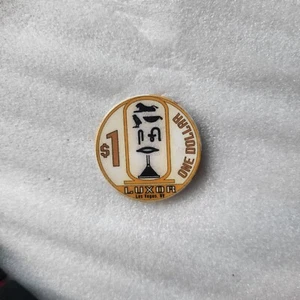 $1
ONE DOLLAR
LUXOR
Las Vegas, NV